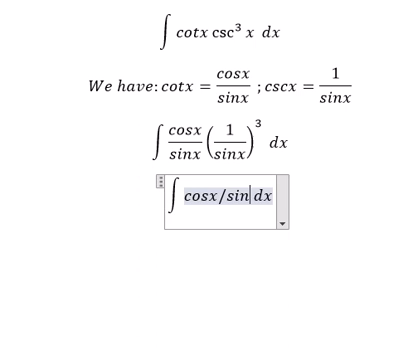 ∫ cotx csc³ x dx
We have: cotx = cosx/sinx ; cscx = 1/sinx
∫ cosx/sinx (1/sinx)³ dx
∫ cosx/sin dx